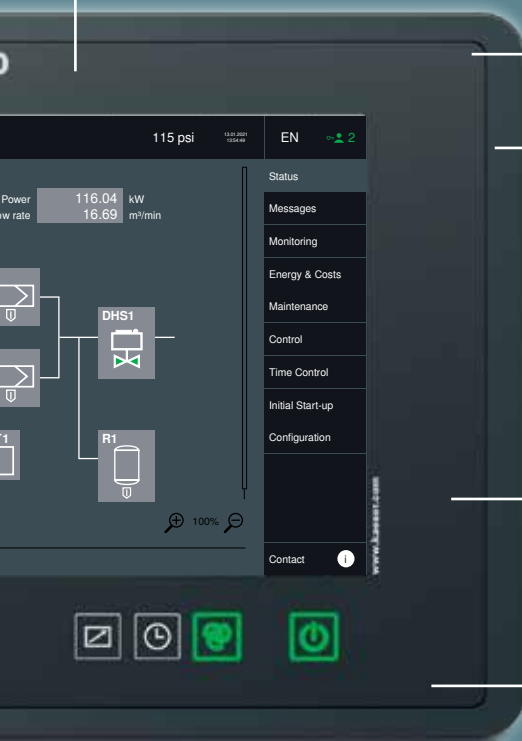 115 psi
13.01.2021
13:54:49
EN
2
Status
Power 116.04 kW
rate 16.69 m³/min
Messages
Monitoring
Energy & Costs
Maintenance
DHS1
Control
Time Control
Initial Start-up
Configuration
R1
100%
www.kaeser.com
Contact
i